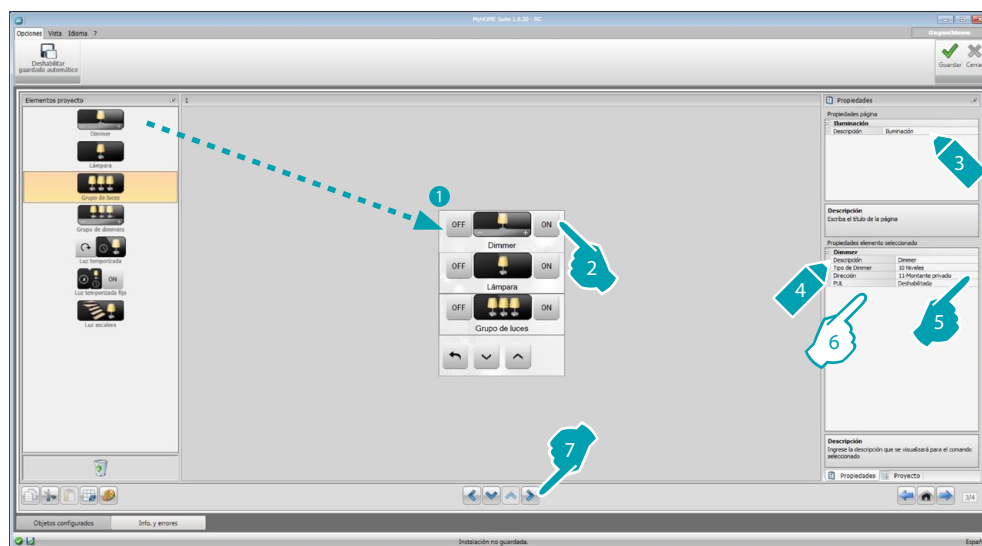 MyHOME Suite 1.0.30 - RC
Opciones Vista Idioma ?
Deshabilitar
guardado automático
Guardar Cerrar
Elementos proyecto
1
Propiedades
Dimmer
Lámpara
Grupo de luces
Grupo de dimmers
Luz temporizada
ON
Luz temporizada fija
Luz escalera
1
OFF ON
Dimmer
OFF ON
Lámpara
OFF ON
Grupo de luces
2
Propiedades página
Iluminación
Descripción Iluminación
3
Descripción
Escriba el título de la página
Propiedades elemento seleccionado
Dimmer
Descripción Dimmer
Tipo de Dimmer 10 Niveles
Dirección 11-Montante privado
PUL Deshabilitada
4
5
6
7
Descripción
Ingrese la descripción que se visualizará para el comando
seleccionado
Propiedades Proyecto
3/4
Objetos configurados Info. y errores
Instalación no guardada.
Españ